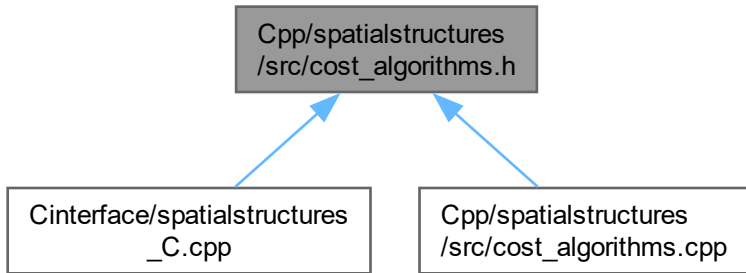 Cpp/spatialstructures
/src/cost_algorithms.h
Cinterface/spatialstructures
_C.cpp
Cpp/spatialstructures
/src/cost_algorithms.cpp